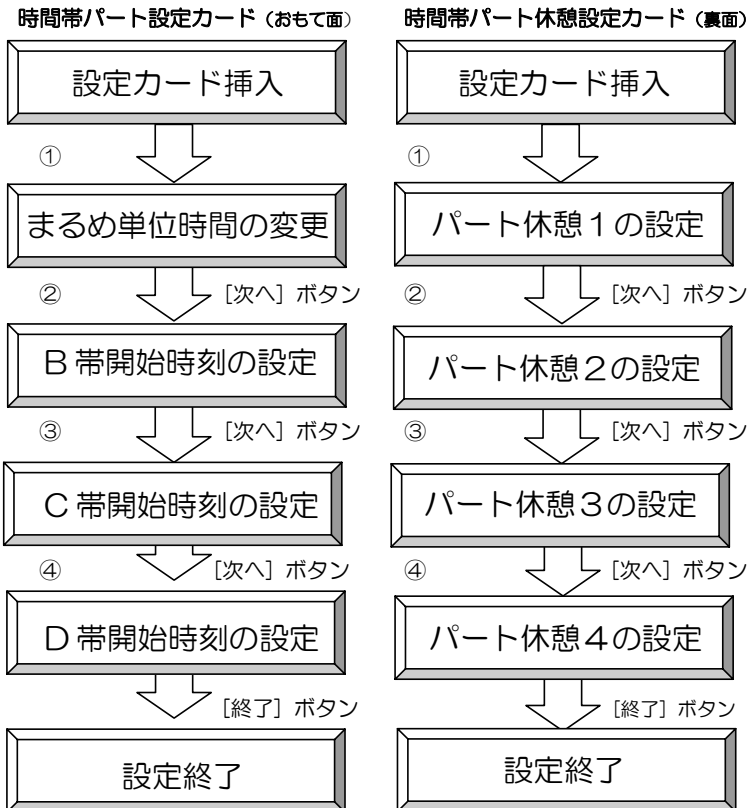 時間帯パート設定カード（おもて面）
設定カード挿入
①
まるめ単位時間の変更
② ［次へ］ボタン
B帯開始時刻の設定
③ ［次へ］ボタン
C帯開始時刻の設定
④ ［次へ］ボタン
D帯開始時刻の設定
［終了］ボタン
設定終了
時間帯パート休憩設定カード（裏面）
設定カード挿入
①
パート休憩１の設定
② ［次へ］ボタン
パート休憩２の設定
③ ［次へ］ボタン
パート休憩３の設定
④ ［次へ］ボタン
パート休憩４の設定
［終了］ボタン
設定終了